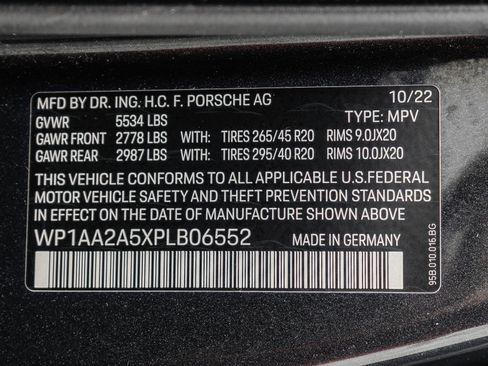 MFD BY DR. ING. H.C. F. PORSCHE AG 10/22
GVWR 5534 LBS TYPE: MPV
GAWR FRONT 2778 LBS WITH: TIRES 265/45 R20 RIMS 9.0JX20
GAWR REAR 2987 LBS WITH: TIRES 295/40 R20 RIMS 10.0JX20
THIS VEHICLE CONFORMS TO ALL APPLICABLE U.S.FEDERAL
MOTOR VEHICLE SAFETY AND THEFT PREVENTION STANDARDS
IN EFFECT ON THE DATE OF MANUFACTURE SHOWN ABOVE
WP1AA2A5XPLB06552 MADE IN GERMANY
95B.010.016.BG